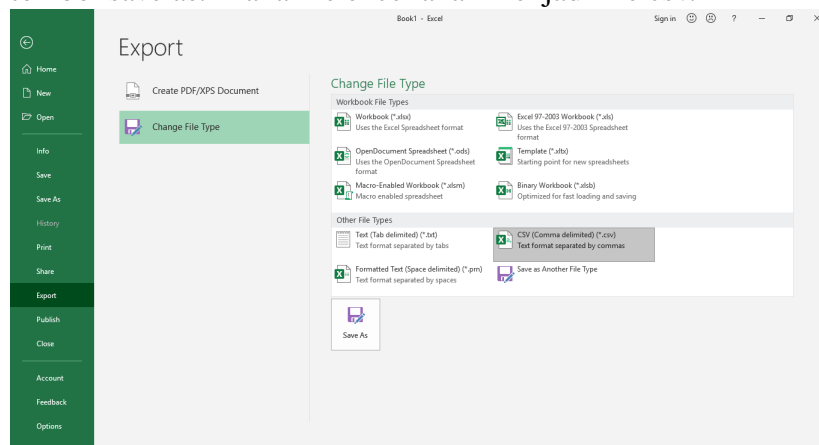 Book1 - Excel
Sign in
?
Export
Home
New
Open
Info
Save
Save As
History
Print
Share
Export
Publish
Close
Account
Feedback
Options
Create PDF/XPS Document
Change File Type
Change File Type
Workbook File Types
Workbook (*.xlsx)
Uses the Excel Spreadsheet format
Excel 97-2003 Workbook (*.xls)
Uses the Excel 97-2003 Spreadsheet
format
OpenDocument Spreadsheet (*.ods)
Uses the OpenDocument Spreadsheet
format
Template (*.xltx)
Starting point for new spreadsheets
Macro-Enabled Workbook (*.xlsm)
Macro enabled spreadsheet
Binary Workbook (*.xlsb)
Optimized for fast loading and saving
Other File Types
Text (Tab delimited) (*.txt)
Text format separated by tabs
CSV (Comma delimited) (*.csv)
Text format separated by commas
Formatted Text (Space delimited) (*.prn)
Text format separated by spaces
Save as Another File Type
Save As